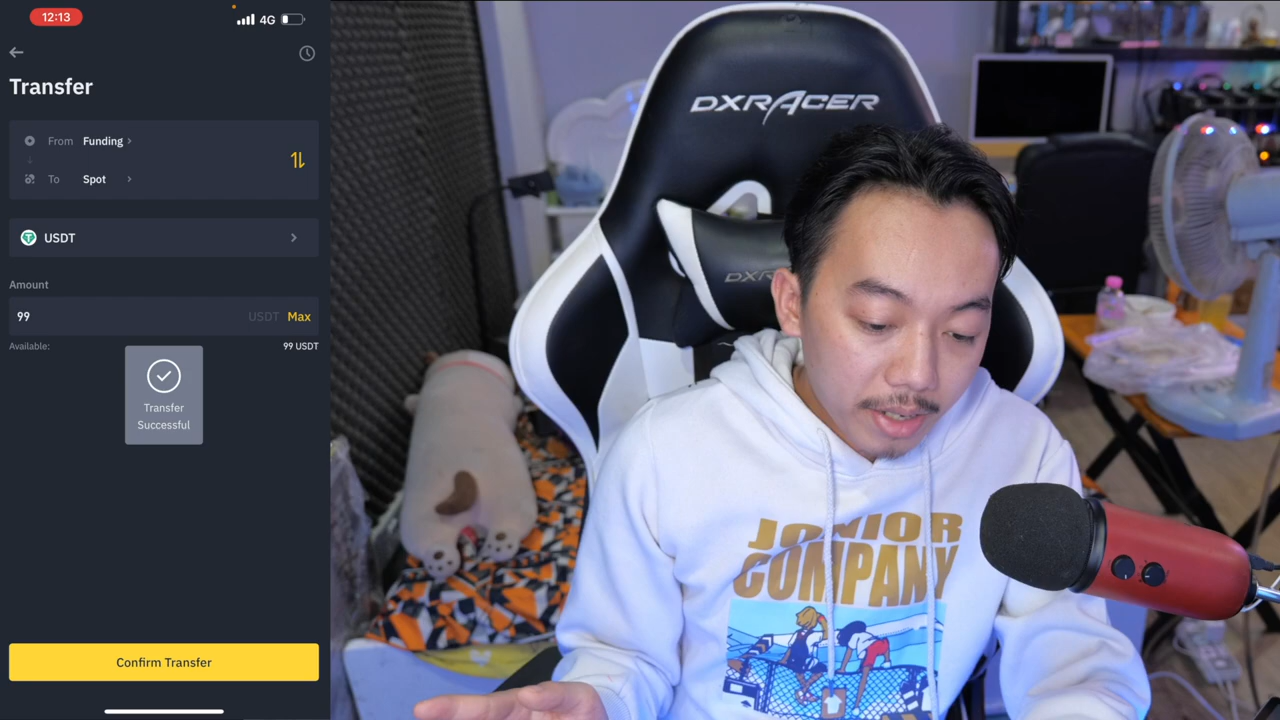 12:13
4G
Transfer
From Funding
To Spot
USDT
Amount
99 USDT Max
Available: 99 USDT
Transfer
Successful
Confirm Transfer
DXRACER
JUNIOR
COMPANY